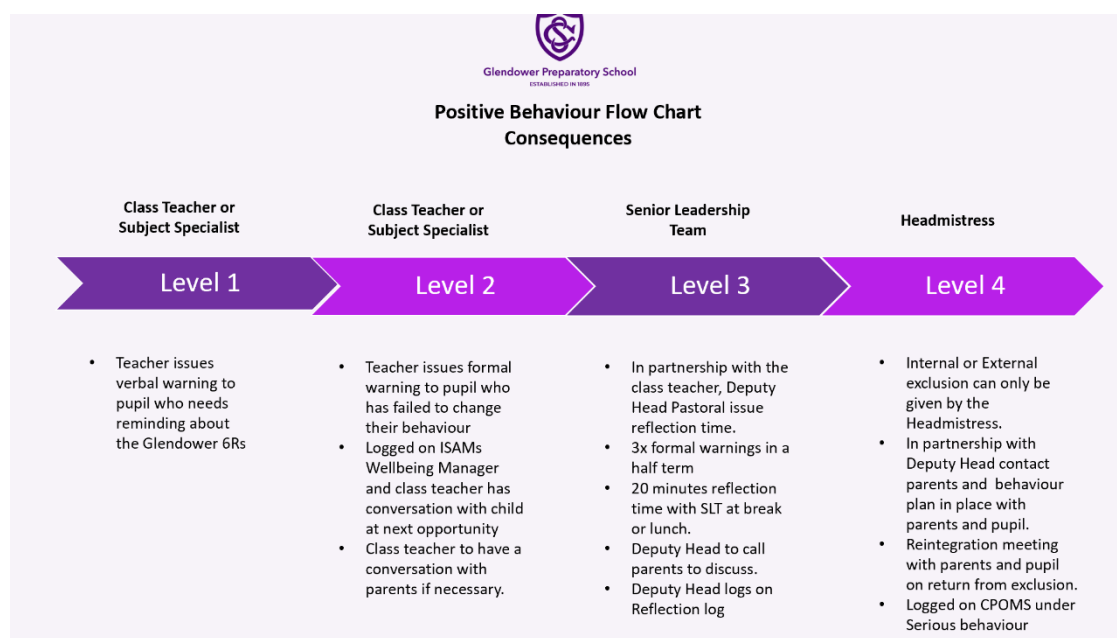 Glendower Preparatory School
ESTABLISHED IN 1895
Positive Behaviour Flow Chart
Consequences
Class Teacher or
Subject Specialist
Class Teacher or
Subject Specialist
Senior Leadership
Team
Headmistress
Level 1
Level 2
Level 3
Level 4
• Teacher issues
verbal warning to
pupil who needs
reminding about
the Glendower 6Rs
• Teacher issues formal
warning to pupil who
has failed to change
their behaviour
• Logged on ISAMs
Wellbeing Manager
and class teacher has
conversation with child
at next opportunity
• Class teacher to have a
conversation with
parents if necessary.
• In partnership with the
class teacher, Deputy
Head Pastoral issue
reflection time.
• 3x formal warnings in a
half term
• 20 minutes reflection
time with SLT at break
or lunch.
• Deputy Head to call
parents to discuss.
• Deputy Head logs on
Reflection log
• Internal or External
exclusion can only be
given by the
Headmistress.
• In partnership with
Deputy Head contact
parents and behaviour
plan in place with
parents and pupil.
• Reintegration meeting
with parents and pupil
on return from exclusion.
• Logged on CPOMS under
Serious behaviour